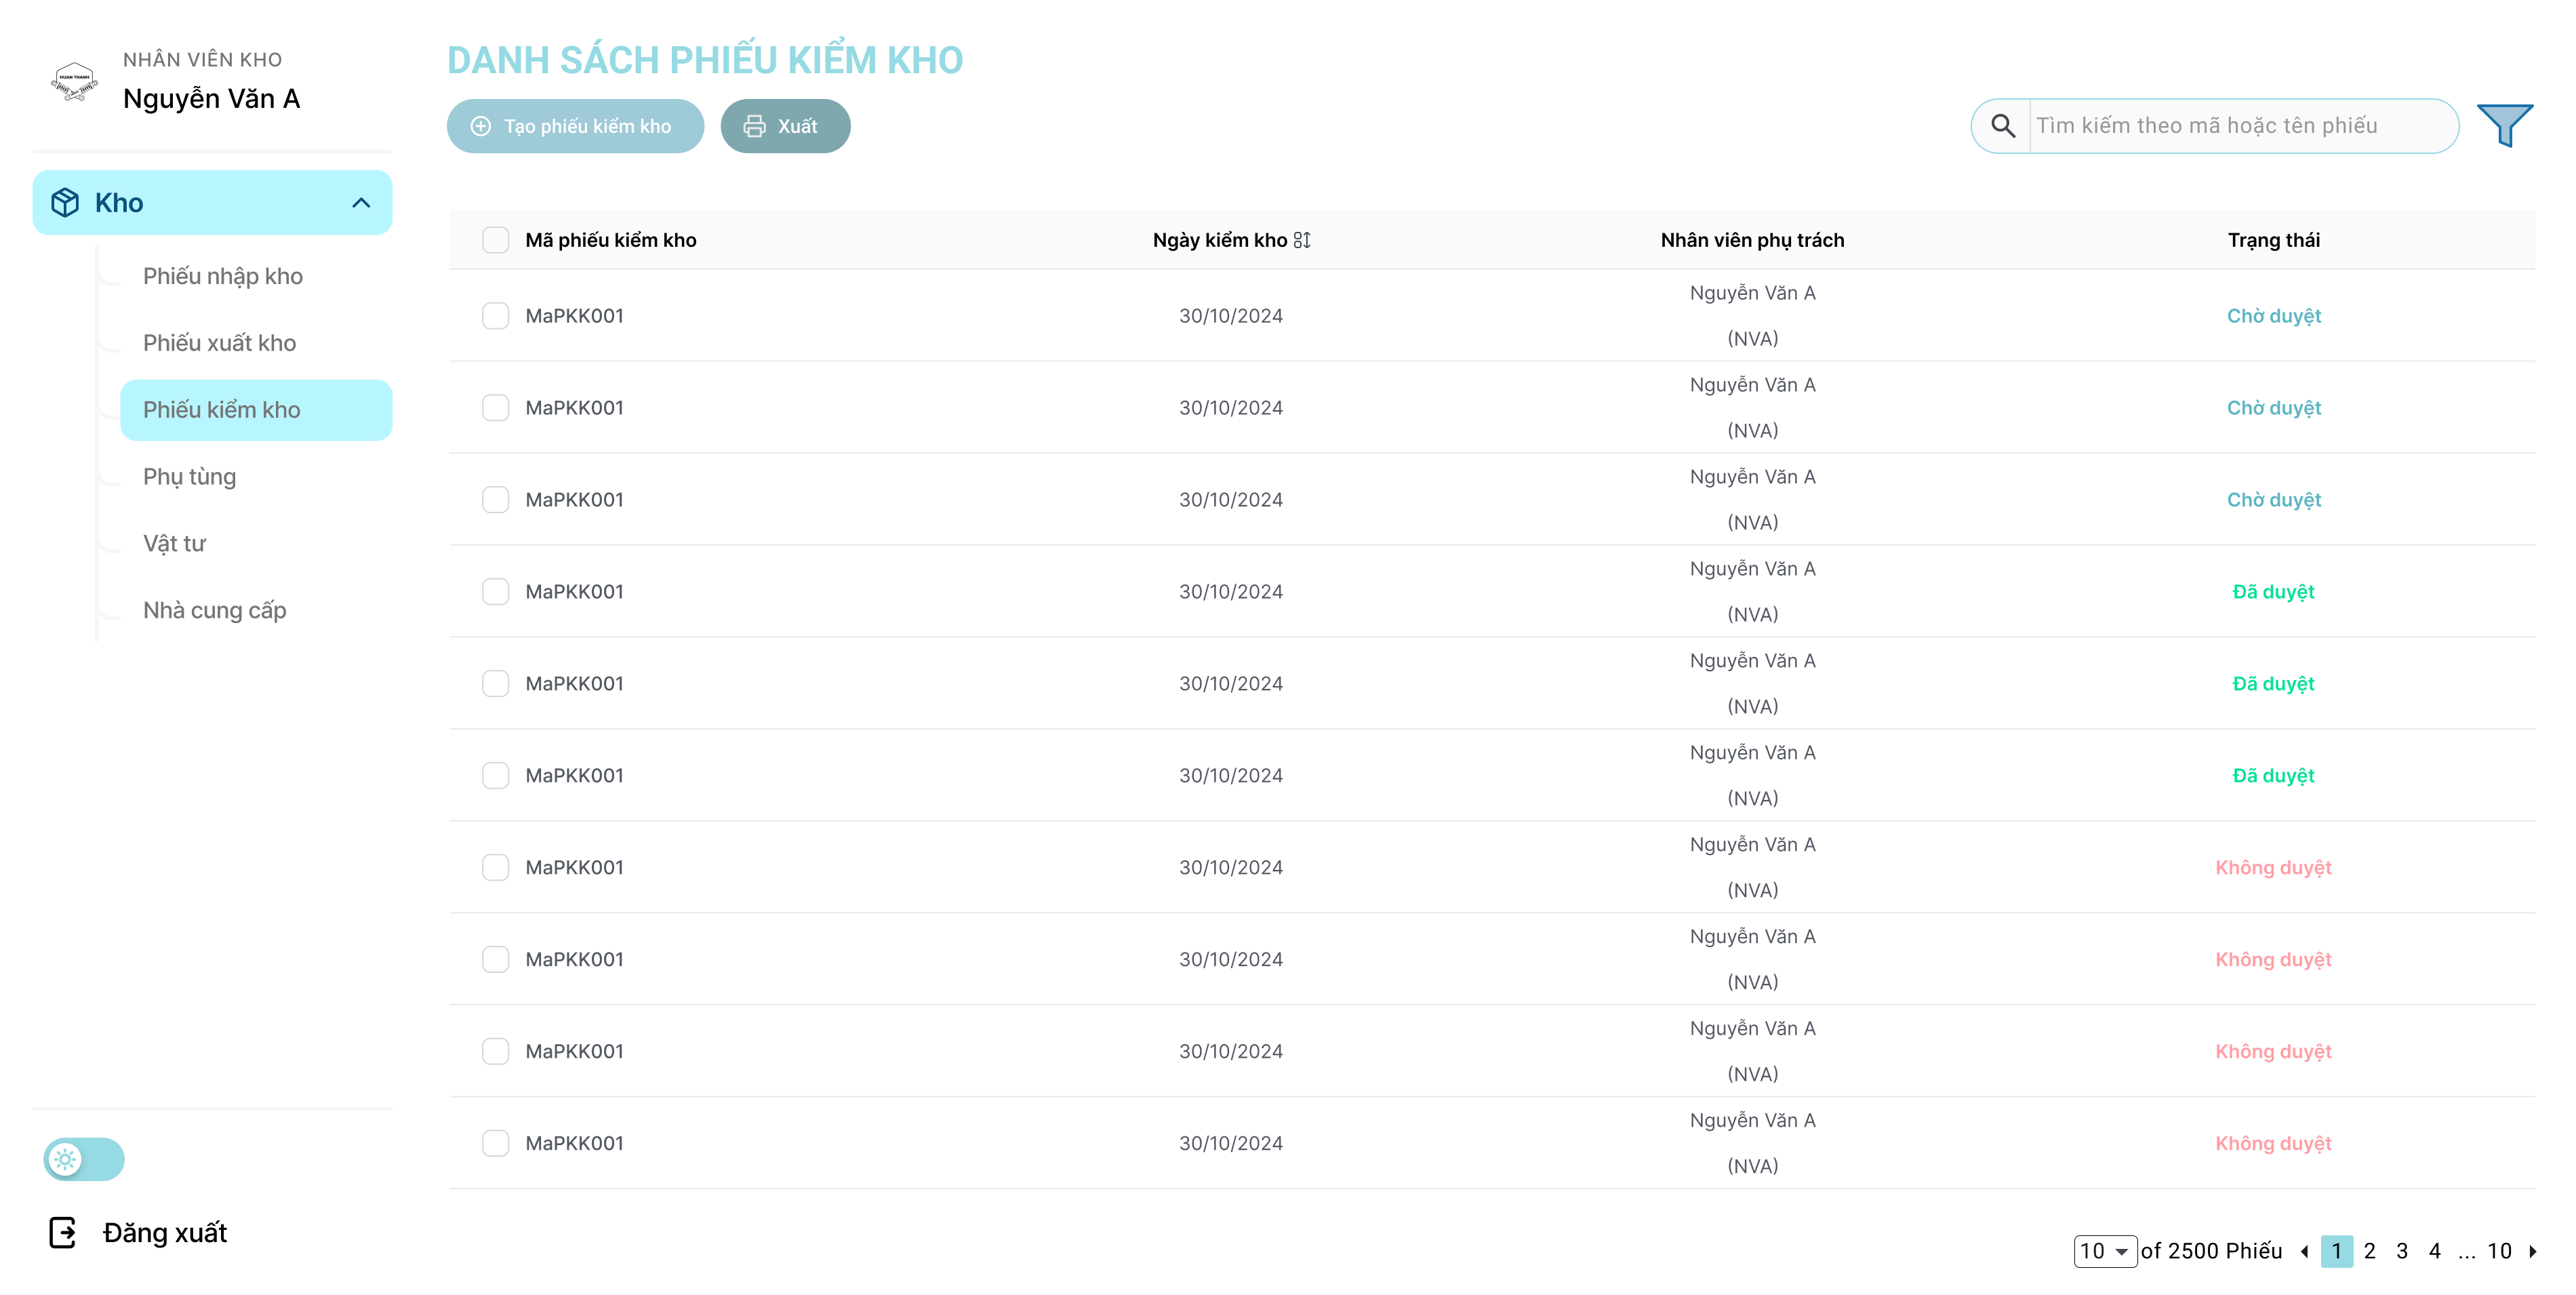 HUAN THANH
NHÂN VIÊN KHO
Nguyễn Văn A
Kho
Phiếu nhập kho
Phiếu xuất kho
Phiếu kiểm kho
Phụ tùng
Vật tư
Nhà cung cấp
Đăng xuất
DANH SÁCH PHIẾU KIỂM KHO
Tạo phiếu kiểm kho
Xuất
Tìm kiếm theo mã hoặc tên phiếu
Mã phiếu kiểm kho Ngày kiểm kho Nhân viên phụ trách Trạng thái
MaPKK001 30/10/2024 Nguyễn Văn A (NVA) Chờ duyệt
MaPKK001 30/10/2024 Nguyễn Văn A (NVA) Chờ duyệt
MaPKK001 30/10/2024 Nguyễn Văn A (NVA) Chờ duyệt
MaPKK001 30/10/2024 Nguyễn Văn A (NVA) Đã duyệt
MaPKK001 30/10/2024 Nguyễn Văn A (NVA) Đã duyệt
MaPKK001 30/10/2024 Nguyễn Văn A (NVA) Đã duyệt
MaPKK001 30/10/2024 Nguyễn Văn A (NVA) Không duyệt
MaPKK001 30/10/2024 Nguyễn Văn A (NVA) Không duyệt
MaPKK001 30/10/2024 Nguyễn Văn A (NVA) Không duyệt
MaPKK001 30/10/2024 Nguyễn Văn A (NVA) Không duyệt
10 of 2500 Phiếu 1 2 3 4 ... 10